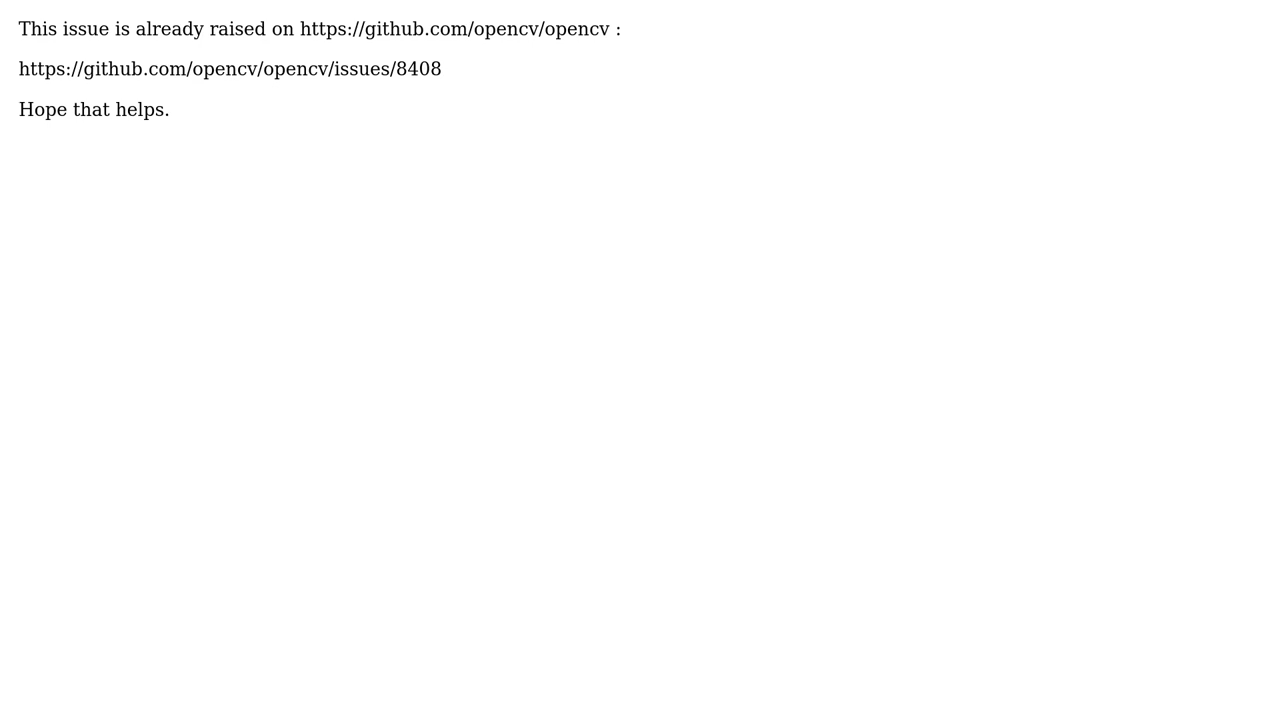 This issue is already raised on https://github.com/opencv/opencv :
https://github.com/opencv/opencv/issues/8408
Hope that helps.